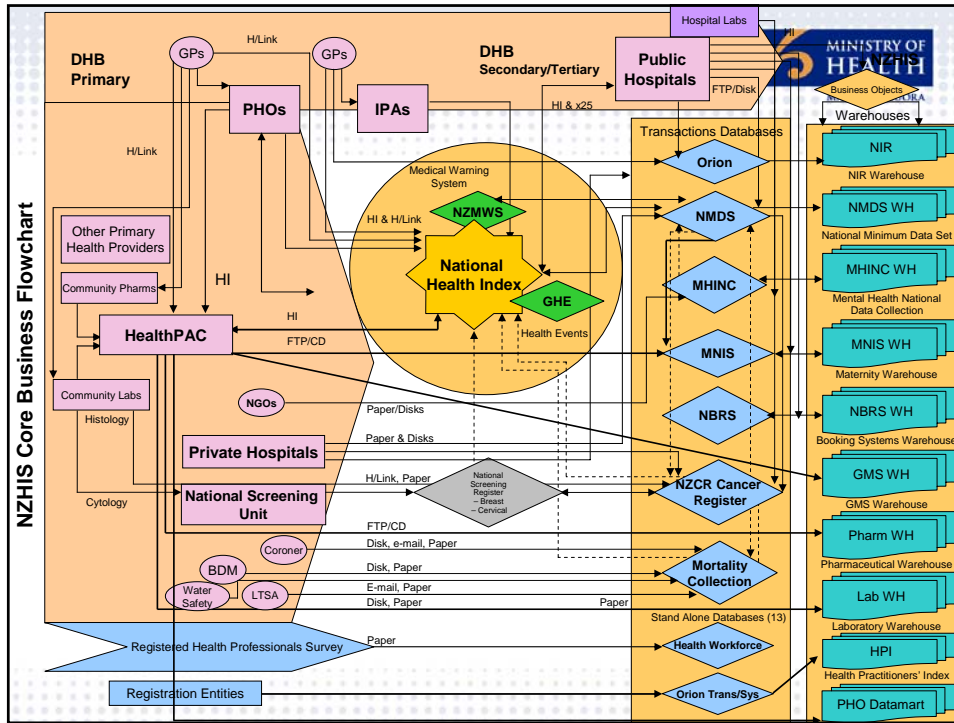 NZHIS Core Business Flowchart
DHB
Primary
GPs
H/Link
GPs
DHB
Secondary/Tertiary
Hospital Labs
Public
Hospitals
HI
NZHIS
MINISTRY OF
HEALTH
Business Objects
FTP/Disk
HI & x25
PHOs
IPAs
H/Link
Transactions Databases
Warehouses
Orion
NIR
NIR Warehouse
Medical Warning
System
NZMWS
HI & H/Link
National
Health Index
GHE
Health Events
NMDS
NMDS WH
National Minimum Data Set
Other Primary
Health Providers
Community Pharms
HI
MHINC
MHINC WH
Mental Health National
Data Collection
HealthPAC
HI
FTP/CD
MNIS
MNIS WH
Maternity Warehouse
Community Labs
Histology
NGOs
Paper/Disks
NBRS
NBRS WH
Booking Systems Warehouse
Private Hospitals
Paper & Disks
Cytology
National Screening
Unit
H/Link, Paper
National
Screening
Register
– Breast
– Cervical
NZCR Cancer
Register
GMS WH
GMS Warehouse
FTP/CD
Pharm WH
Pharmaceutical Warehouse
Coroner
Disk, e-mail, Paper
BDM
Disk, Paper
Mortality
Collection
Water
Safety
LTSA
E-mail, Paper
Disk, Paper
Paper
Lab WH
Laboratory Warehouse
Stand Alone Databases (13)
Registered Health Professionals Survey
Paper
Health Workforce
HPI
Health Practitioners' Index
Registration Entities
Orion Trans/Sys
PHO Datamart